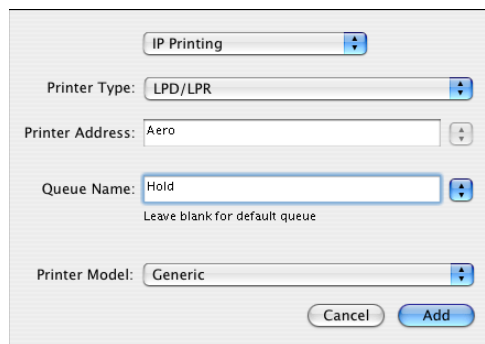 IP Printing
Printer Type: LPD/LPR
Printer Address: Aero
Queue Name: Hold
Leave blank for default queue
Printer Model: Generic
Cancel Add